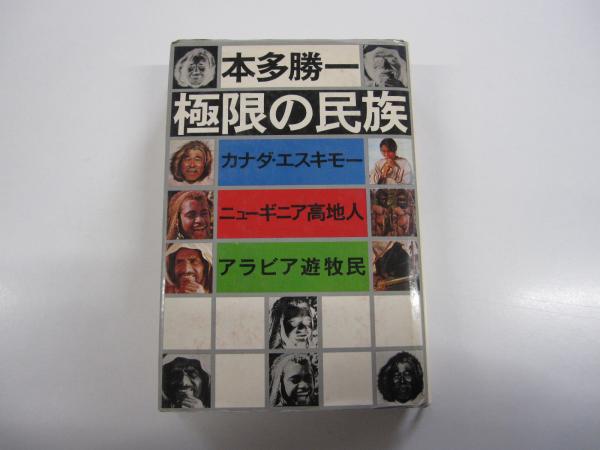 本多勝一
極限の民族
カナダ・エスキモー
ニューギニア高地人
アラビア遊牧民